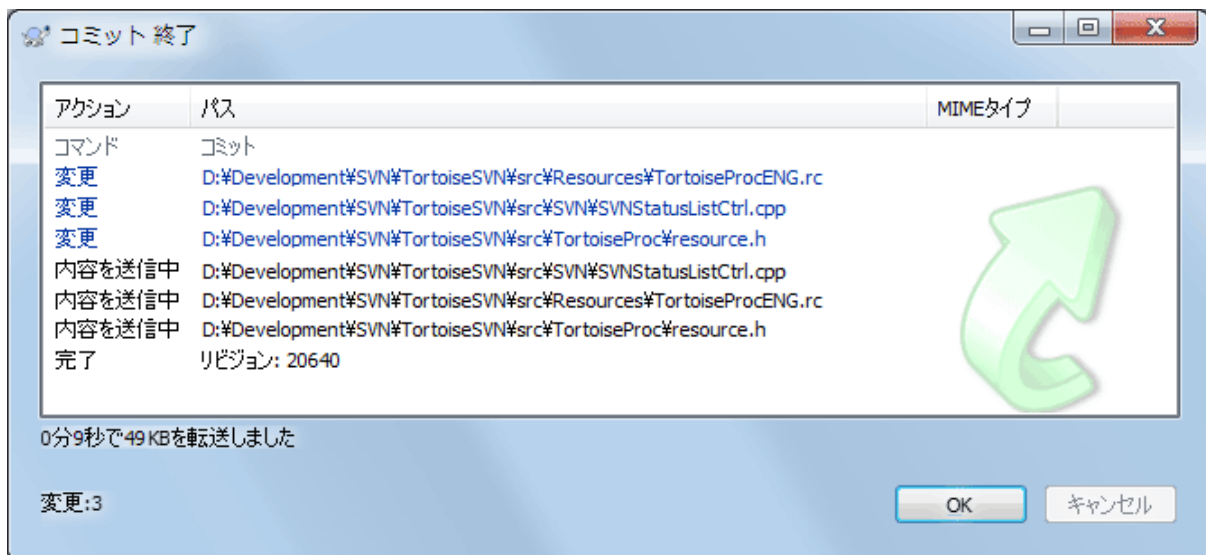 コミット 終了
アクション パス MIMEタイプ
コマンド コミット
変更 D:¥Development¥SVN¥TortoiseSVN¥src¥Resources¥TortoiseProcENG.rc
変更 D:¥Development¥SVN¥TortoiseSVN¥src¥SVN¥SVNStatusListCtrl.cpp
変更 D:¥Development¥SVN¥TortoiseSVN¥src¥TortoiseProc¥resource.h
内容を送信中 D:¥Development¥SVN¥TortoiseSVN¥src¥SVN¥SVNStatusListCtrl.cpp
内容を送信中 D:¥Development¥SVN¥TortoiseSVN¥src¥Resources¥TortoiseProcENG.rc
内容を送信中 D:¥Development¥SVN¥TortoiseSVN¥src¥TortoiseProc¥resource.h
完了 リビジョン: 20640
0分9秒で49 KBを転送しました
変更:3 OK キャンセル